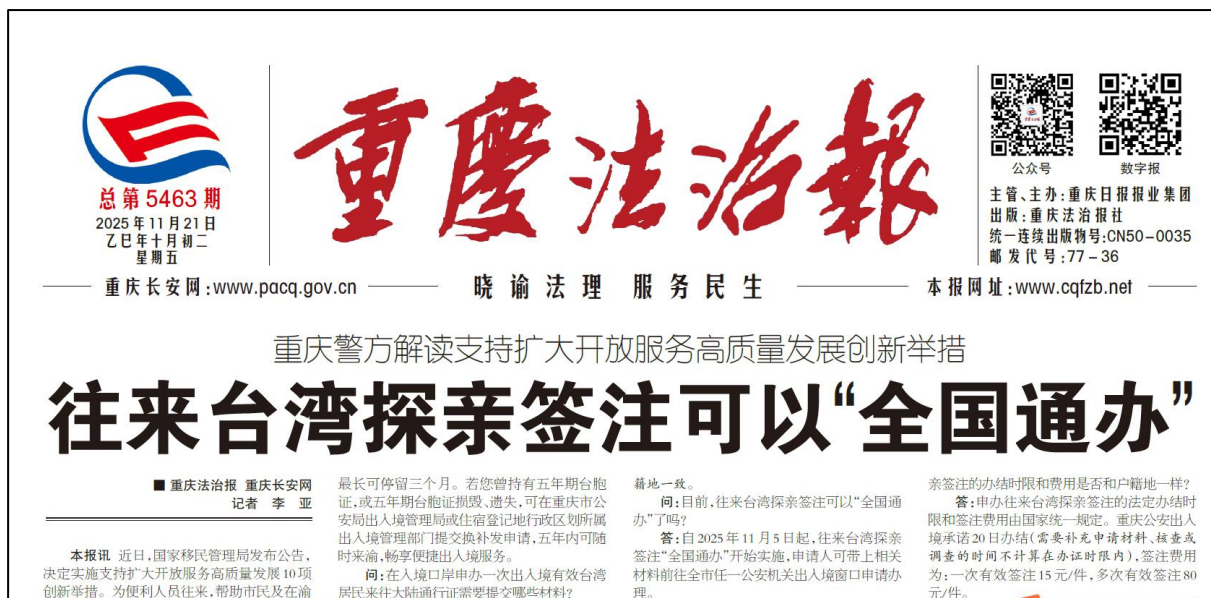 总第5463期
2025年11月21日
乙巳年十月初二
星期五
重慶法治報
公众号
数字报
主管、主办:重庆日报报业集团
出版:重庆法治报社
统一连续出版物号:CN50-0035
邮发代号:77-36
重庆长安网:www.pacq.gov.cn
晓谕法理 服务民生
本报网址:www.cqfzb.net
重庆警方解读支持扩大开放服务高质量发展创新举措
往来台湾探亲签注可以“全国通办”
■ 重庆法治报 重庆长安网
记者 李 亚
本报讯 近日,国家移民管理局发布公告,
决定实施支持扩大开放服务高质量发展10项
创新举措。为便利人员往来,帮助市民及在渝
最长可停留三个月。若您曾持有五年期台胞
证,或五年期台胞证损毁、遗失,可在重庆市公
安局出入境管理局或住宿登记地行政区划所属
出入境管理部门提交换补发申请,五年内可随
时来渝,畅享便捷出入境服务。
问:在入境口岸申办一次出入境有效台湾
居民来往大陆通行证需要提交哪些材料?
籍地一致。
问:目前,往来台湾探亲签注可以“全国通
办”了吗?
答:自2025年11月5日起,往来台湾探亲
签注“全国通办”开始实施,申请人可带上相关
材料前往全市任一公安机关出入境窗口申请办
理。
亲签注的办结时限和费用是否和户籍地一样?
答:申办往来台湾探亲签注的法定办结时
限和签注费用由国家统一规定。重庆公安出入
境承诺20日办结(需要补充申请材料、核查或
调查的时间不计算在办证时限内),签注费用
为:一次有效签注15元/件,多次有效签注80
元/件。